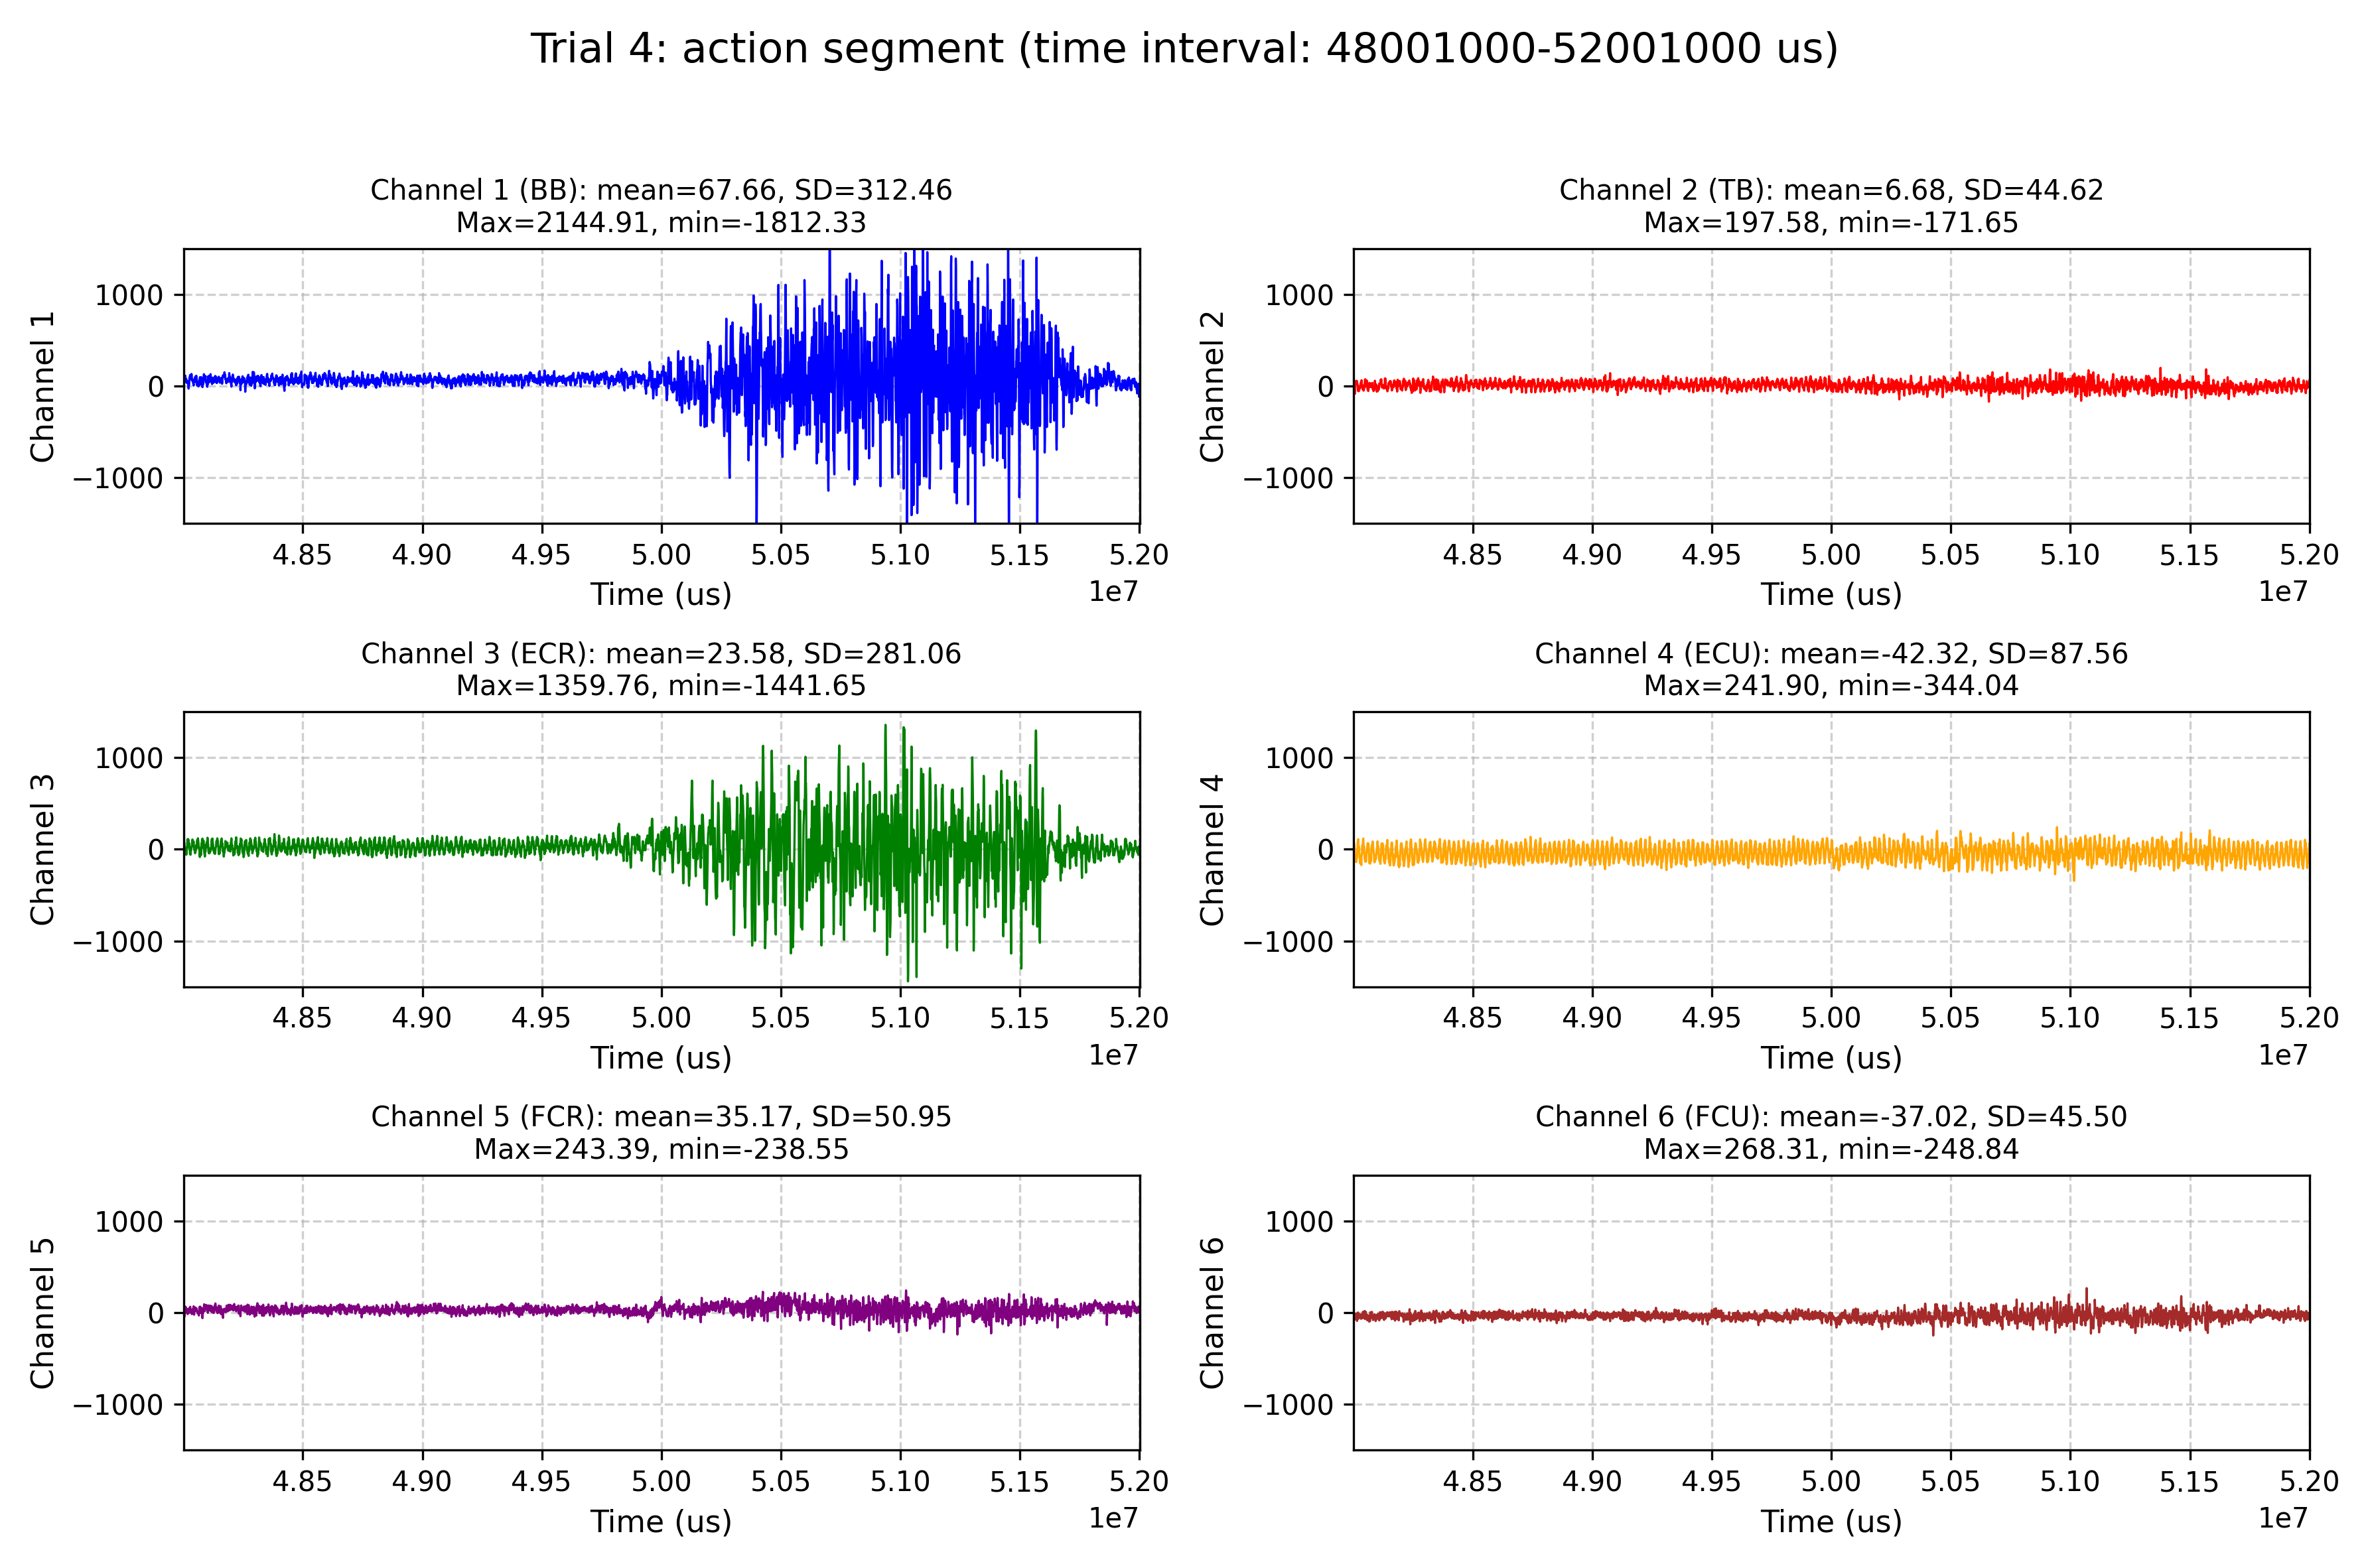 Trial 4: action segment (time interval: 48001000-52001000 us)
Channel 1 (BB): mean=67.66, SD=312.46
Max=2144.91, min=-1812.33
Channel 1
1000
0
−1000
4.85 4.90 4.95 5.00 5.05 5.10 5.15 5.20
Time (us)
1e7
Channel 2 (TB): mean=6.68, SD=44.62
Max=197.58, min=-171.65
Channel 2
1000
0
−1000
4.85 4.90 4.95 5.00 5.05 5.10 5.15 5.20
Time (us)
1e7
Channel 3 (ECR): mean=23.58, SD=281.06
Max=1359.76, min=-1441.65
Channel 3
1000
0
−1000
4.85 4.90 4.95 5.00 5.05 5.10 5.15 5.20
Time (us)
1e7
Channel 4 (ECU): mean=-42.32, SD=87.56
Max=241.90, min=-344.04
Channel 4
1000
0
−1000
4.85 4.90 4.95 5.00 5.05 5.10 5.15 5.20
Time (us)
1e7
Channel 5 (FCR): mean=35.17, SD=50.95
Max=243.39, min=-238.55
Channel 5
1000
0
−1000
4.85 4.90 4.95 5.00 5.05 5.10 5.15 5.20
Time (us)
1e7
Channel 6 (FCU): mean=-37.02, SD=45.50
Max=268.31, min=-248.84
Channel 6
1000
0
−1000
4.85 4.90 4.95 5.00 5.05 5.10 5.15 5.20
Time (us)
1e7